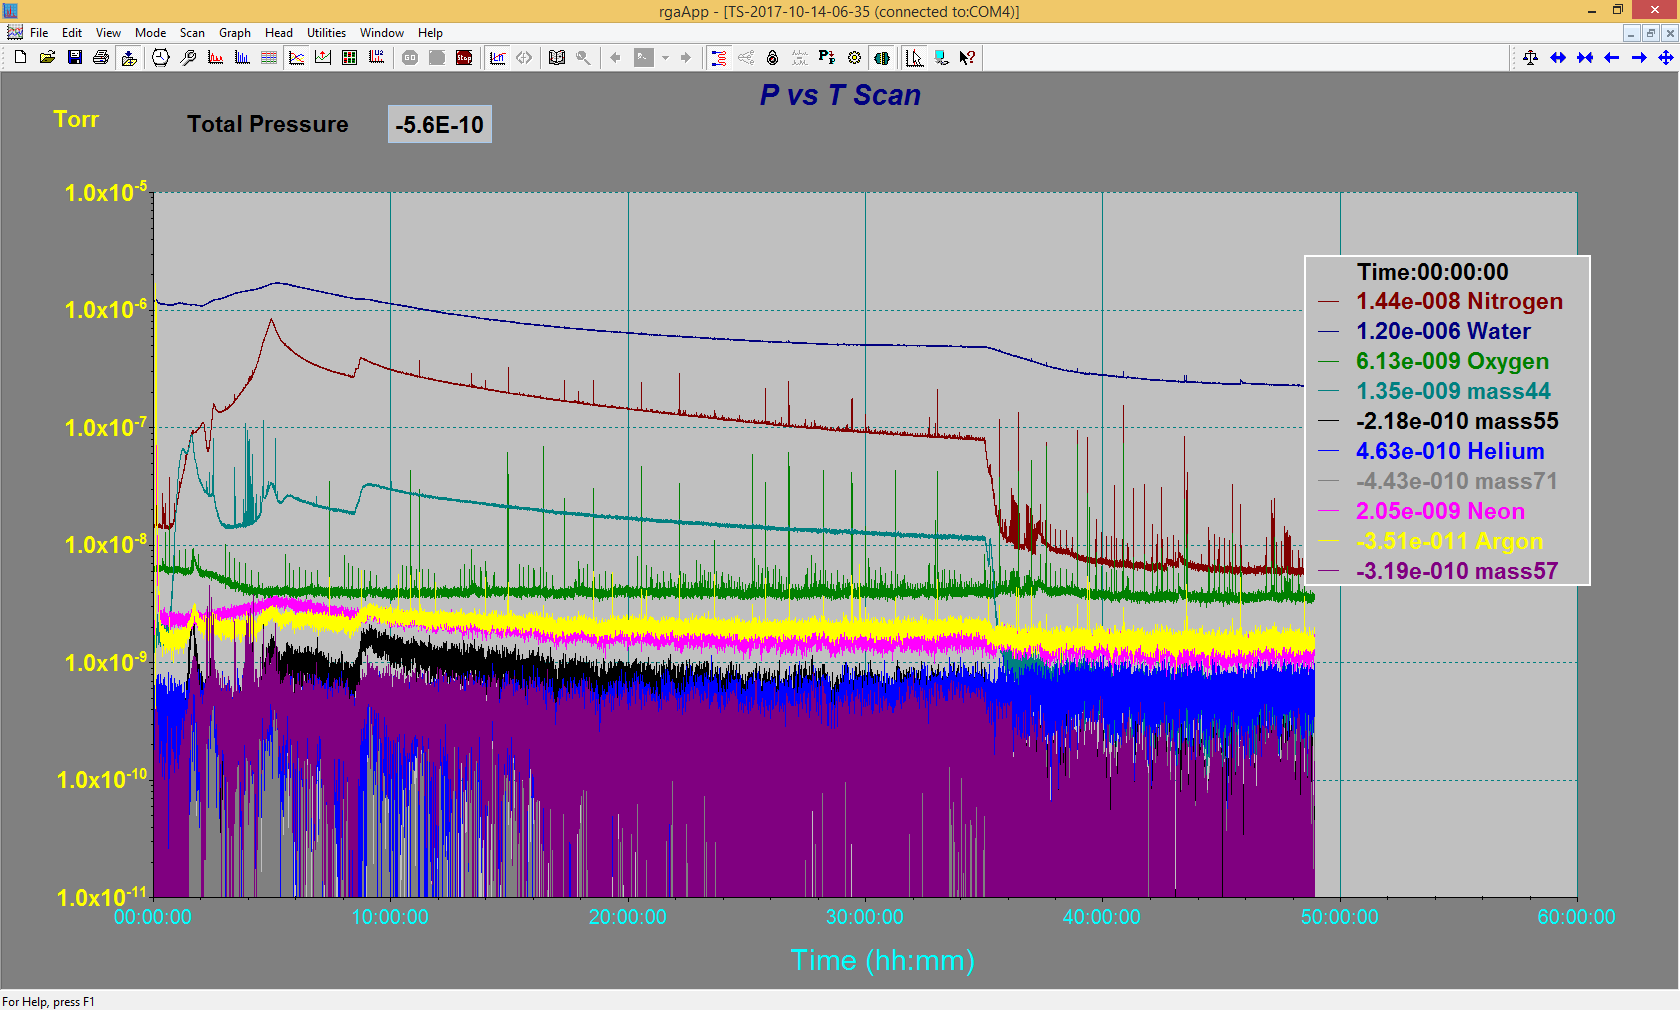 rgaApp - [TS-2017-10-14-06-35 (connected to:COM4)]
File Edit View Mode Scan Graph Head Utilities Window Help
GO Stop
P vs T Scan
Torr
Total Pressure -5.6E-10
1.0x10-5
1.0x10-6
1.0x10-7
1.0x10-8
1.0x10-9
1.0x10-10
1.0x10-11
Time:00:00:00
1.44e-008 Nitrogen
1.20e-006 Water
6.13e-009 Oxygen
1.35e-009 mass44
-2.18e-010 mass55
4.63e-010 Helium
-4.43e-010 mass71
2.05e-009 Neon
-3.51e-011 Argon
-3.19e-010 mass57
00:00:00 10:00:00 20:00:00 30:00:00 40:00:00 50:00:00 60:00:00
Time (hh:mm)
For Help, press F1